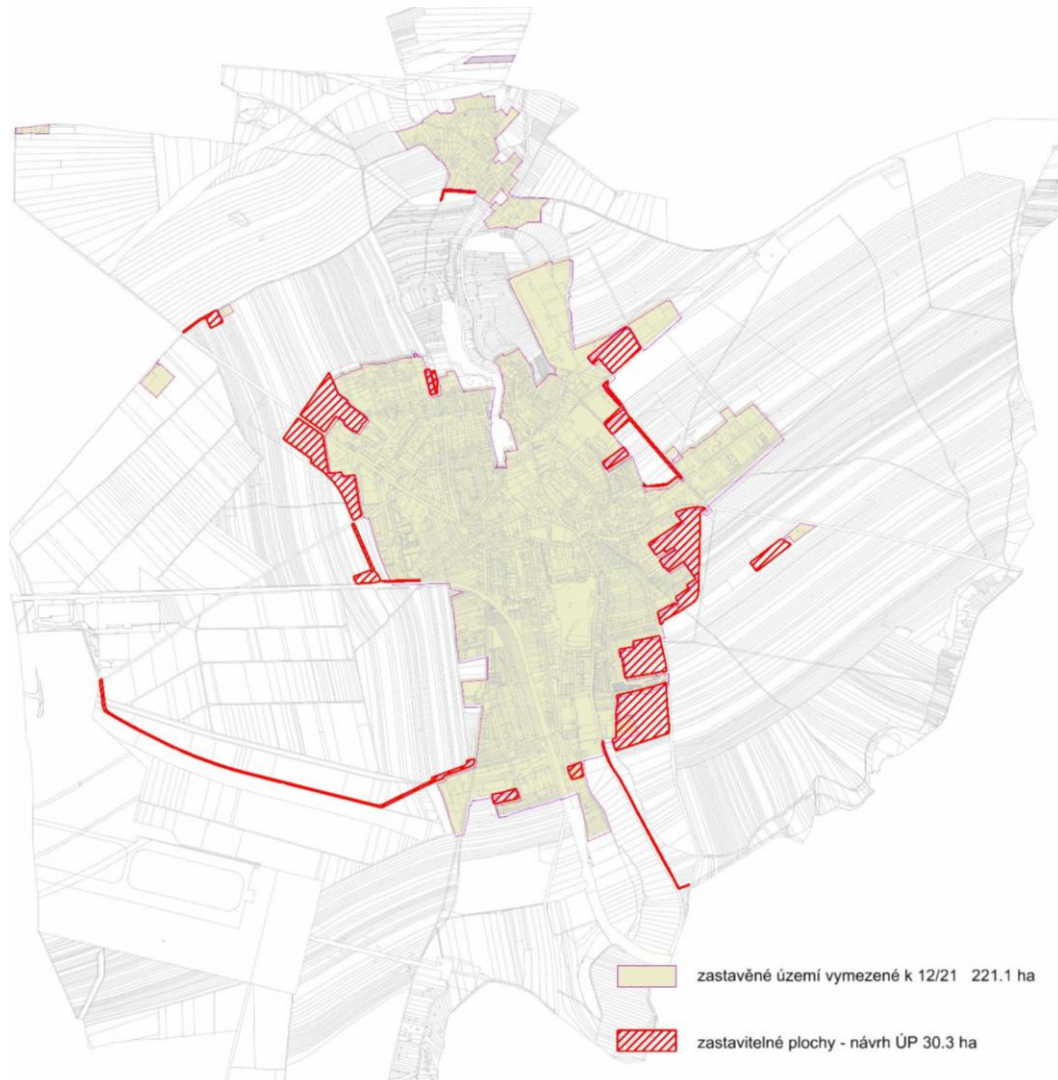 zastavěné území vymezené k 12/21 221.1 ha
zastavitelné plochy - návrh ÚP 30.3 ha